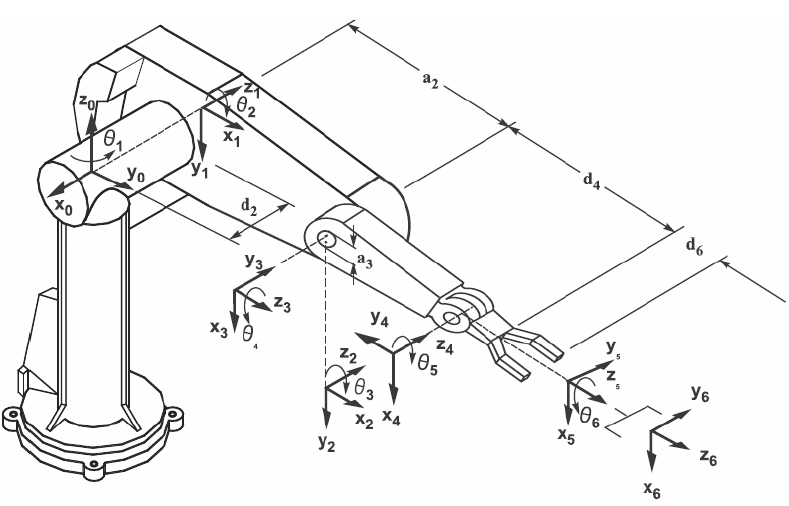 a₂
z₀
z₁
θ₂
θ₁
x₁
y₁
y₀
x₀
d₂
d₄
d₆
y₃
a₃
z₃
x₃
θ₄
y₄
z₄
θ₅
x₄
z₂
θ₃
x₂
y₂
y₅
z₅
θ₆
x₅
y₆
z₆
x₆